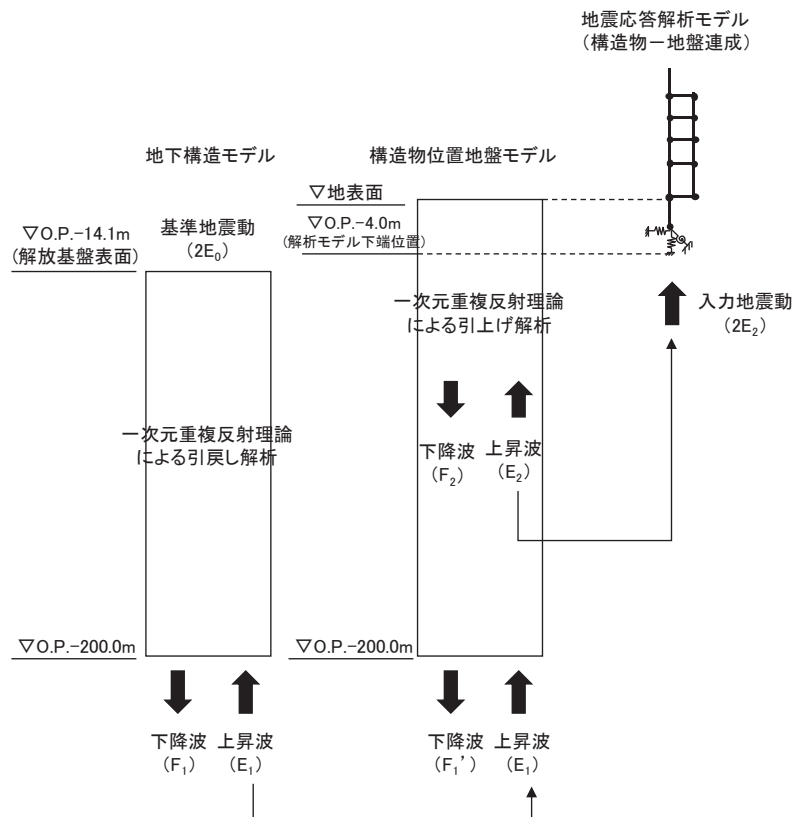 地震応答解析モデル
（構造物－地盤連成）
地下構造モデル
構造物位置地盤モデル
▽地表面
▽O.P.-14.1m
(解放基盤表面)
基準地震動
(2E₀)
▽O.P.-4.0m
(解析モデル下端位置)
一次元重複反射理論
による引上げ解析
入力地震動
(2E₂)
一次元重複反射理論
による引戻し解析
下降波
(F₂)
上昇波
(E₂)
▽O.P.-200.0m
▽O.P.-200.0m
下降波
(F₁)
上昇波
(E₁)
下降波
(F₁’)
上昇波
(E₁)